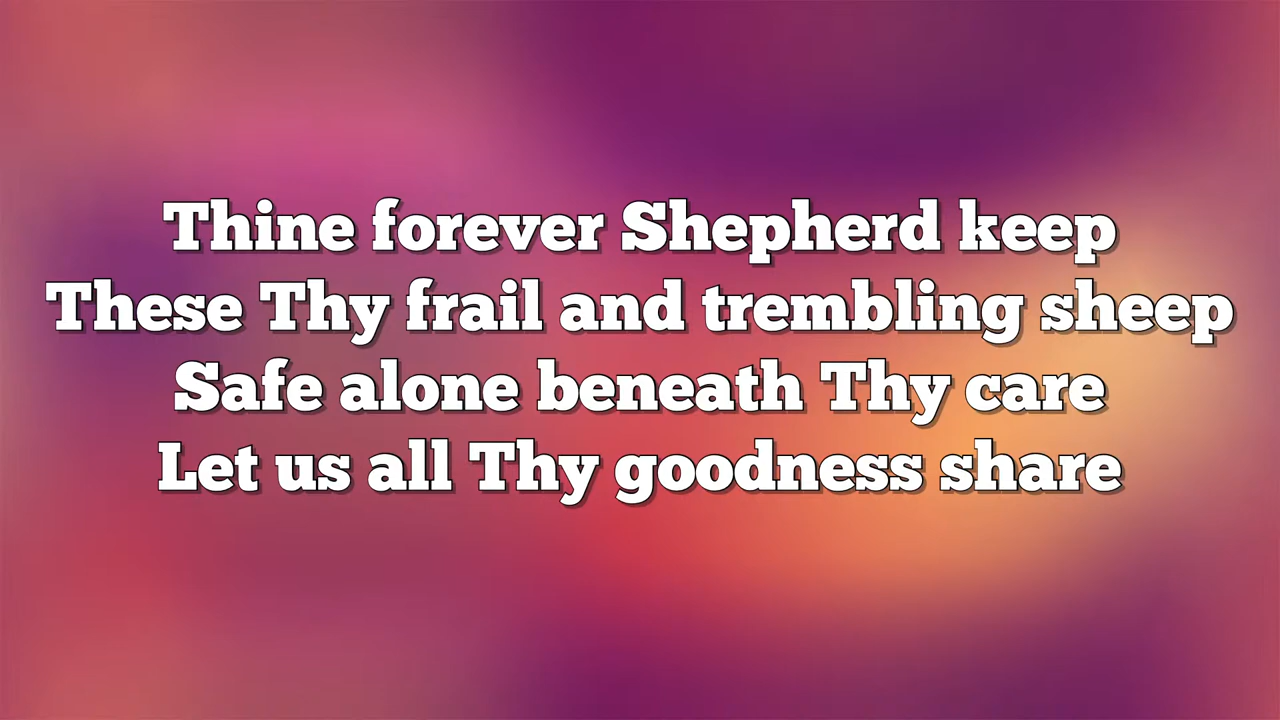 Thine forever Shepherd keep
These Thy frail and trembling sheep
Safe alone beneath Thy care
Let us all Thy goodness share